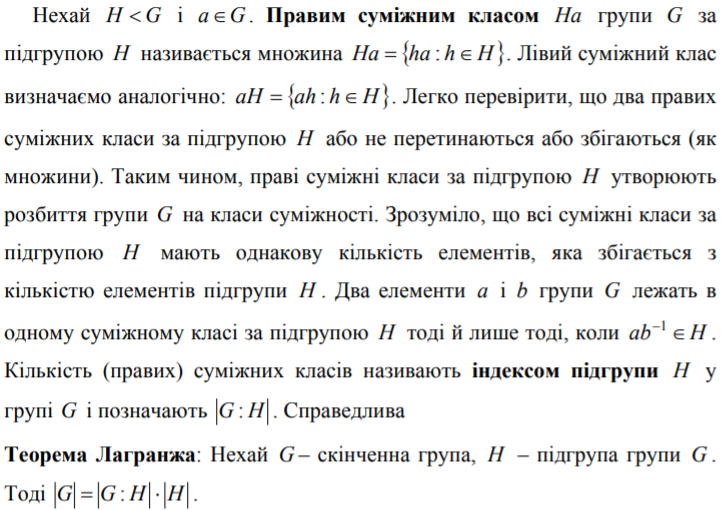 Нехай H < G і a ∈ G. Правим суміжним класом Ha групи G за
підгрупою H називається множина Ha = {ha : h ∈ H}. Лівий суміжний клас
визначаємо аналогічно: aH = {ah : h ∈ H}. Легко перевірити, що два правих
суміжних класи за підгрупою H або не перетинаються або збігаються (як
множини). Таким чином, праві суміжні класи за підгрупою H утворюють
розбиття групи G на класи суміжності. Зрозуміло, що всі суміжні класи за
підгрупою H мають однакову кількість елементів, яка збігається з
кількістю елементів підгрупи H . Два елементи a і b групи G лежать в
одному суміжному класі за підгрупою H тоді й лише тоді, коли ab⁻¹ ∈ H .
Кількість (правих) суміжних класів називають індексом підгрупи H у
групі G і позначають |G : H|. Справедлива
Теорема Лагранжа: Нехай G – скінченна група, H – підгрупа групи G.
Тоді |G| = |G : H| · |H| .